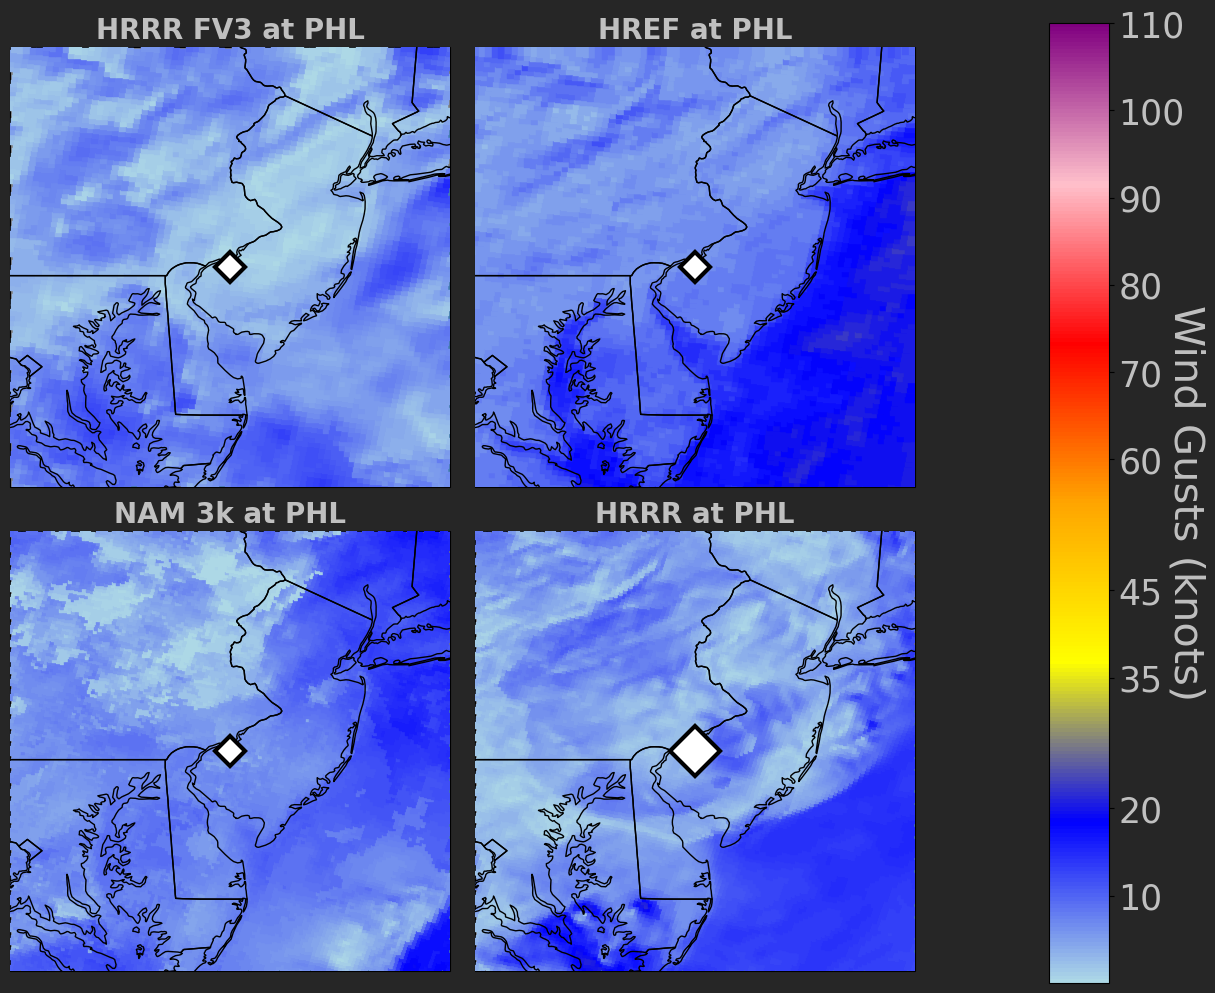 HRRR FV3 at PHL
HREF at PHL
NAM 3k at PHL
HRRR at PHL
110
100
90
80
70
60
45
35
20
10
Wind Gusts (knots)